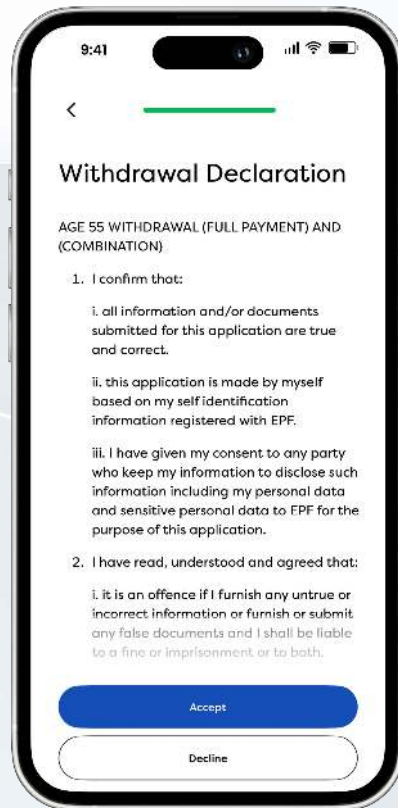 9:41
Withdrawal Declaration
AGE 55 WITHDRAWAL (FULL PAYMENT) AND
(COMBINATION)
1. I confirm that:
i. all information and/or documents
submitted for this application are true
and correct.
ii. this application is made by myself
based on my self identification
information registered with EPF.
iii. I have given my consent to any party
who keep my information to disclose such
information including my personal data
and sensitive personal data to EPF for the
purpose of this application.
2. I have read, understood and agreed that:
i. it is an offence if I furnish any untrue or
incorrect information or furnish or submit
any false documents and I shall be liable
to a fine or imprisonment or to both.
Accept
Decline